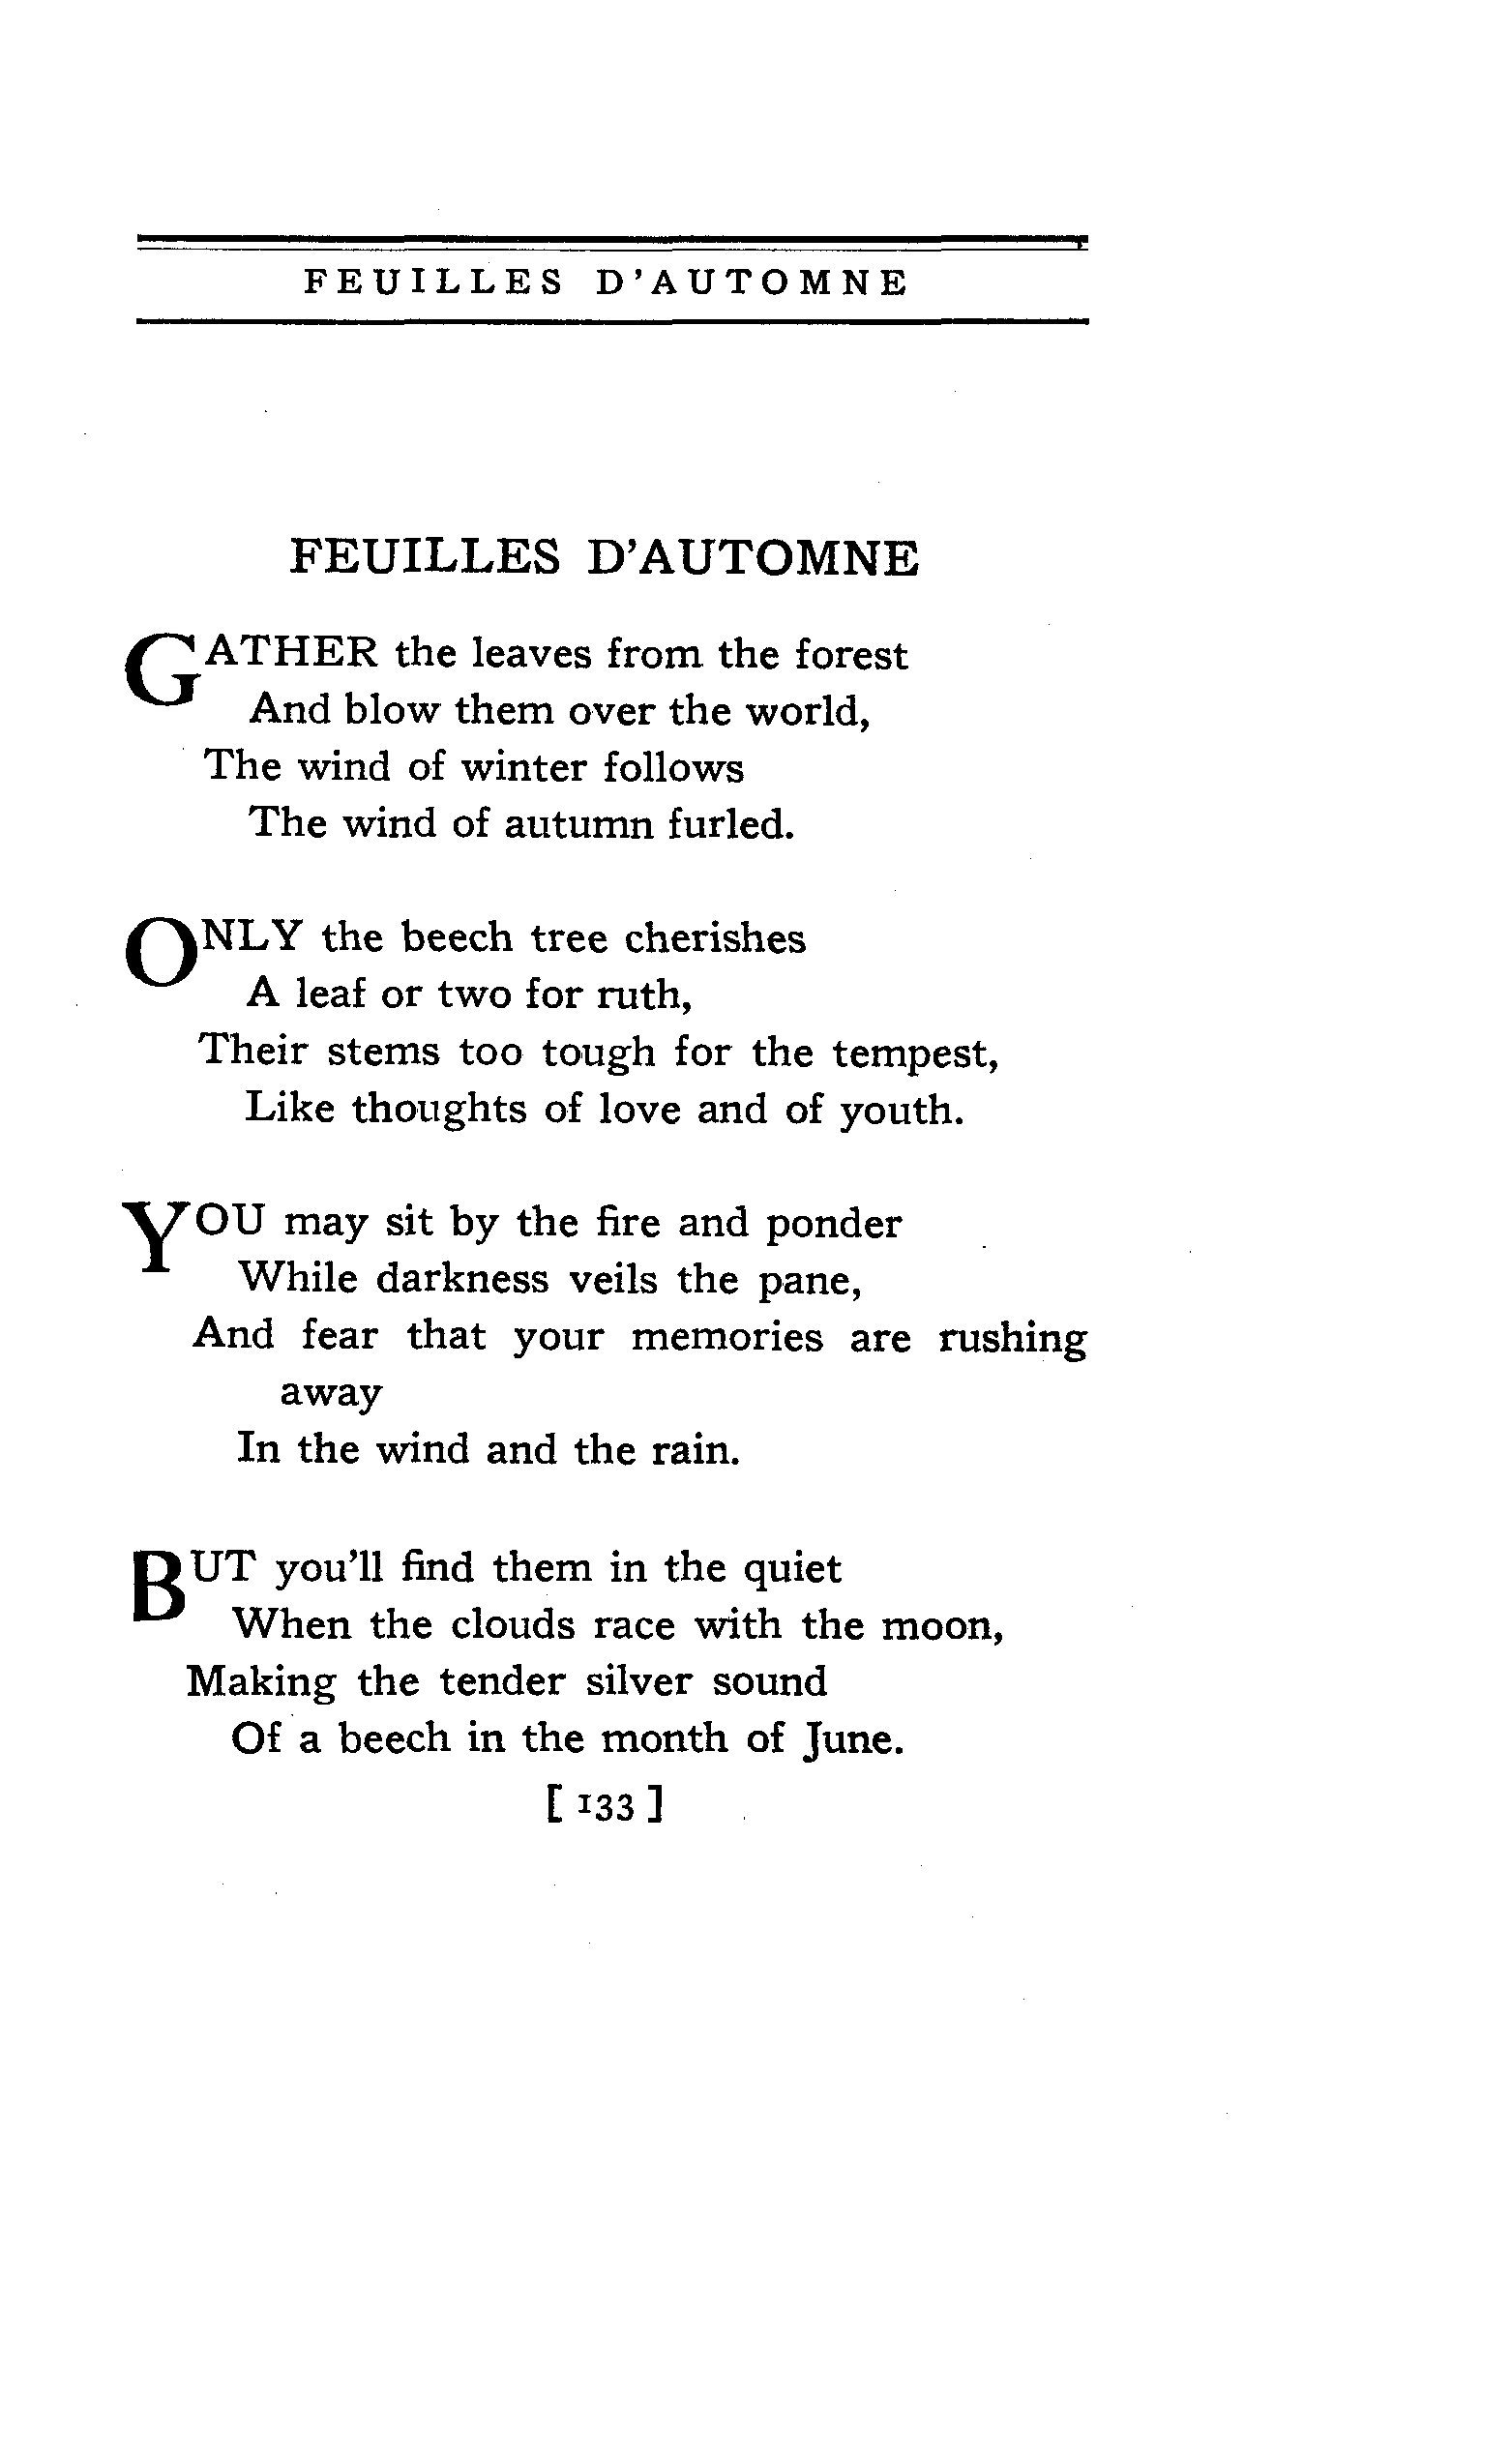 FEUILLES D'AUTOMNE
FEUILLES D'AUTOMNE
GATHER the leaves from the forest
And blow them over the world,
The wind of winter follows
The wind of autumn furled.
ONLY the beech tree cherishes
A leaf or two for ruth,
Their stems too tough for the tempest,
Like thoughts of love and of youth.
YOU may sit by the fire and ponder
While darkness veils the pane,
And fear that your memories are rushing
away
In the wind and the rain.
BUT you'll find them in the quiet
When the clouds race with the moon,
Making the tender silver sound
Of a beech in the month of June.
[ 133 ]